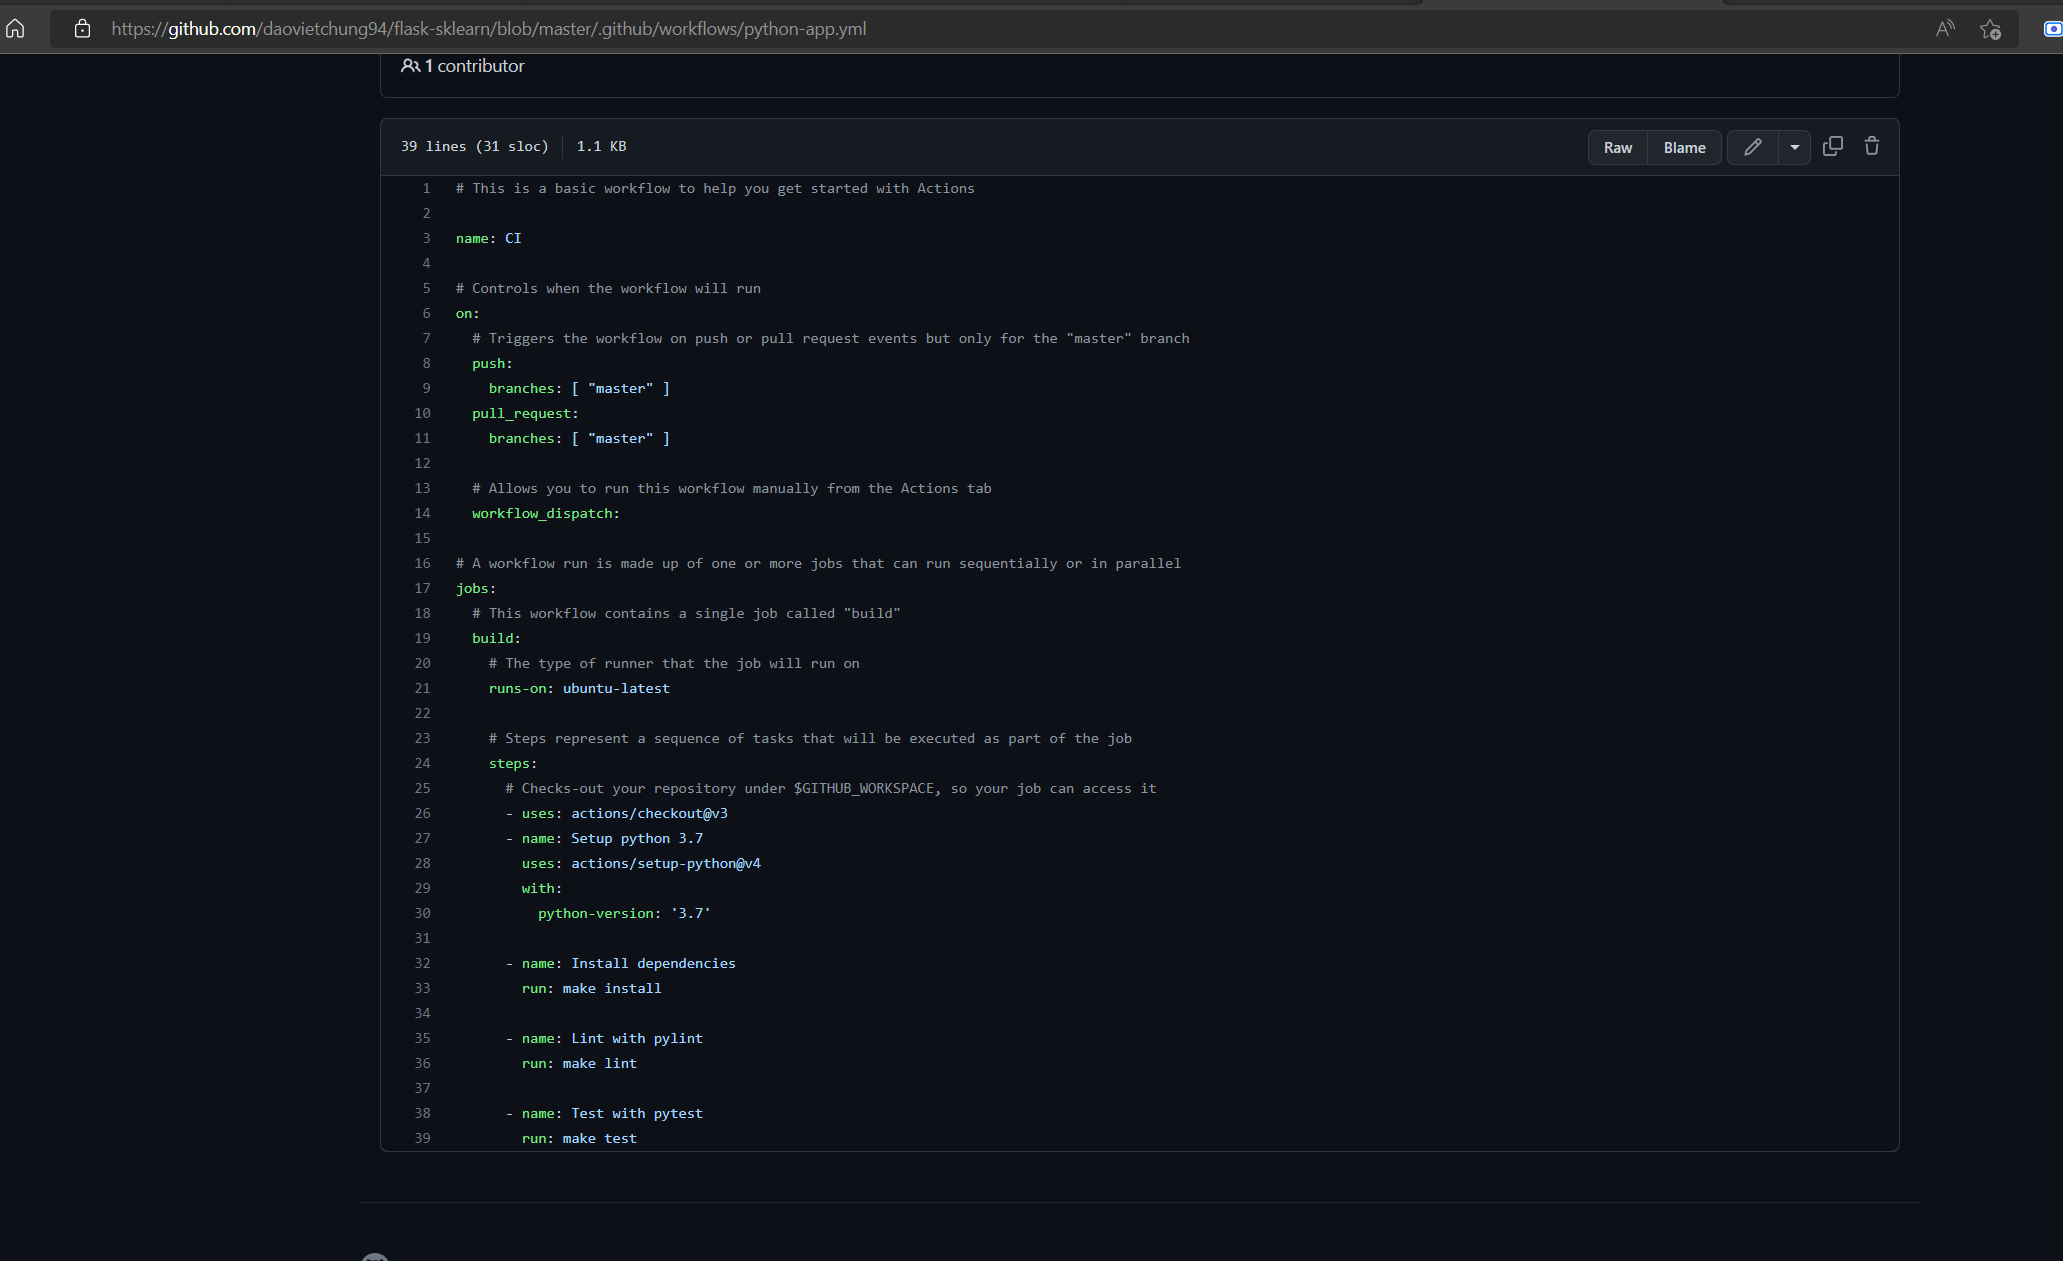 https://github.com/daovietchung94/flask-sklearn/blob/master/.github/workflows/python-app.yml
1 contributor
39 lines (31 sloc) 1.1 KB
Raw Blame
1 # This is a basic workflow to help you get started with Actions
2
3 name: CI
4
5 # Controls when the workflow will run
6 on:
7 # Triggers the workflow on push or pull request events but only for the "master" branch
8 push:
9 branches: [ "master" ]
10 pull_request:
11 branches: [ "master" ]
12
13 # Allows you to run this workflow manually from the Actions tab
14 workflow_dispatch:
15
16 # A workflow run is made up of one or more jobs that can run sequentially or in parallel
17 jobs:
18 # This workflow contains a single job called "build"
19 build:
20 # The type of runner that the job will run on
21 runs-on: ubuntu-latest
22
23 # Steps represent a sequence of tasks that will be executed as part of the job
24 steps:
25 # Checks-out your repository under $GITHUB_WORKSPACE, so your job can access it
26 - uses: actions/checkout@v3
27 - name: Setup python 3.7
28 uses: actions/setup-python@v4
29 with:
30 python-version: '3.7'
31
32 - name: Install dependencies
33 run: make install
34
35 - name: Lint with pylint
36 run: make lint
37
38 - name: Test with pytest
39 run: make test